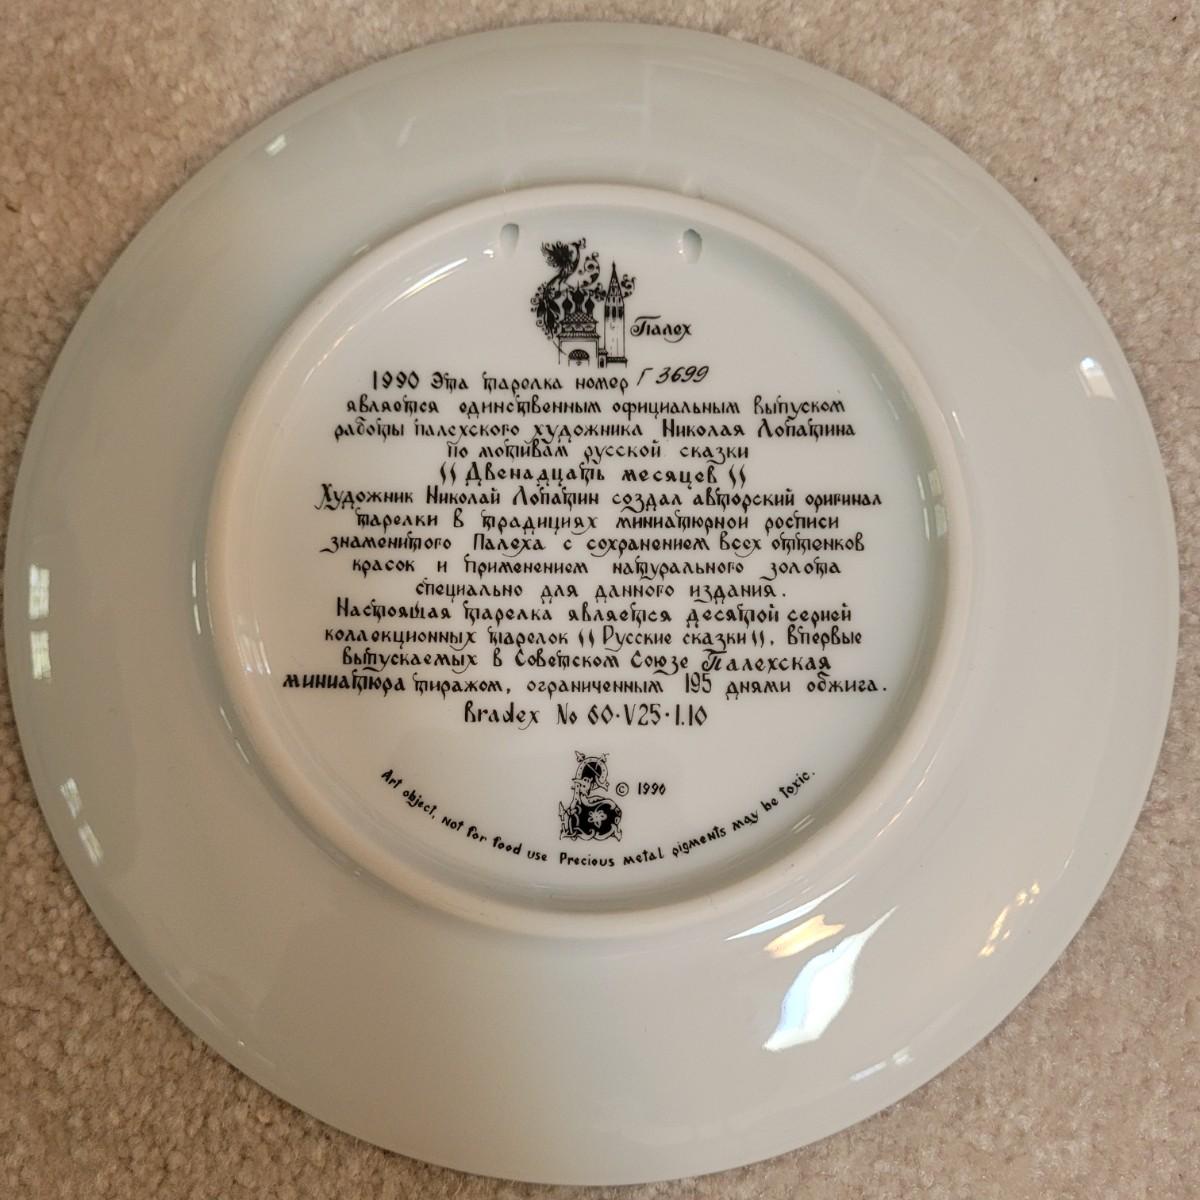 Палех
1990 Эта тарелка номер Г 3699
является единственным официальным выпуском
работы палехского художника Николая Лопатина
по мотивам русской сказки
"Двенадцать месяцев"
Художник Николай Лопатин создал авторский оригинал
тарелки в традициях миниатюрной росписи
знаменитого Палеха с сохранением всех оттенков
красок и применением натурального золота
специально для данного издания.
Настоящая тарелка является десятой серией
коллекционных тарелок "Русские сказки", впервые
выпускаемых в Советском Союзе Палехская
миниатюра тиражом, ограниченным 195 днями обжига.
Bradex No 60·V25·1.10
© 1990
Art object, not for food use Precious metal pigments may be toxic.